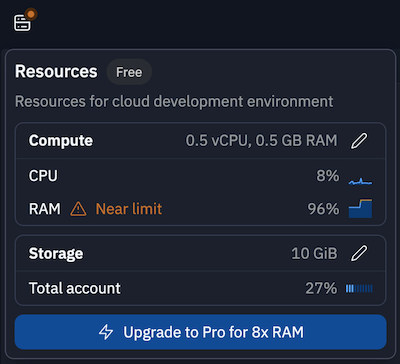 Resources Free
Resources for cloud development environment
Compute 0.5 vCPU, 0.5 GB RAM
CPU 8%
RAM Near limit 96%
Storage 10 GiB
Total account 27%
Upgrade to Pro for 8x RAM